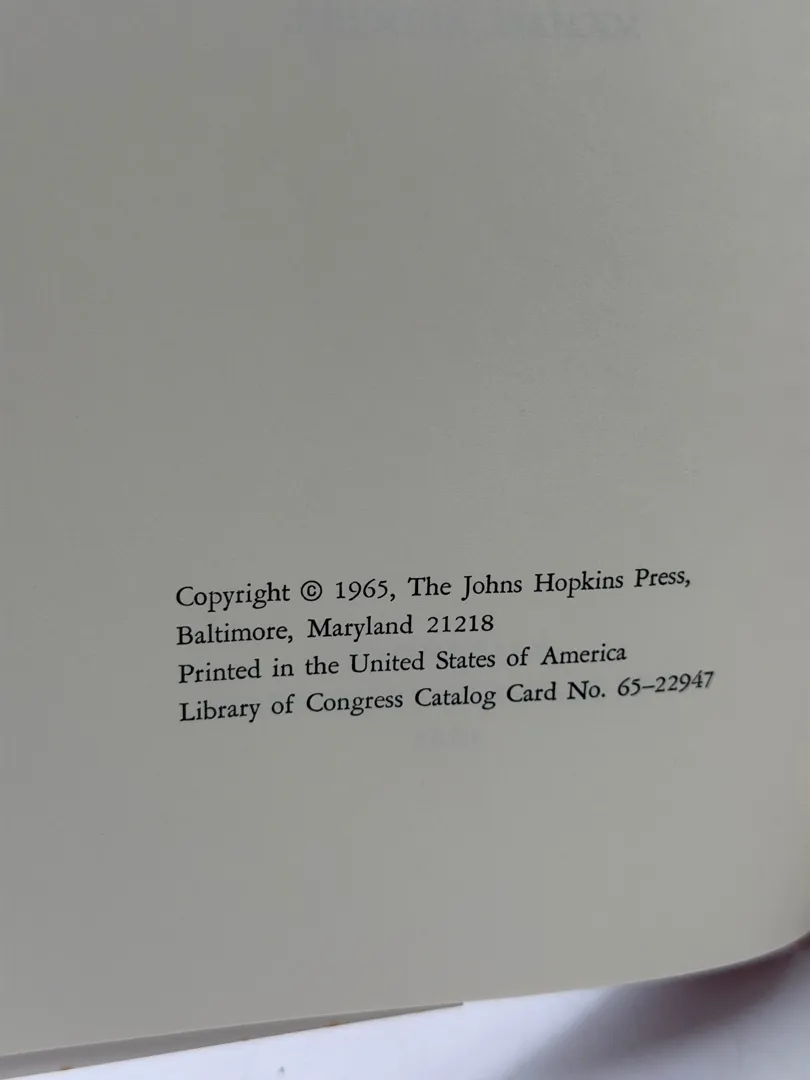 Copyright © 1965, The Johns Hopkins Press,
Baltimore, Maryland 21218
Printed in the United States of America
Library of Congress Catalog Card No. 65–22947